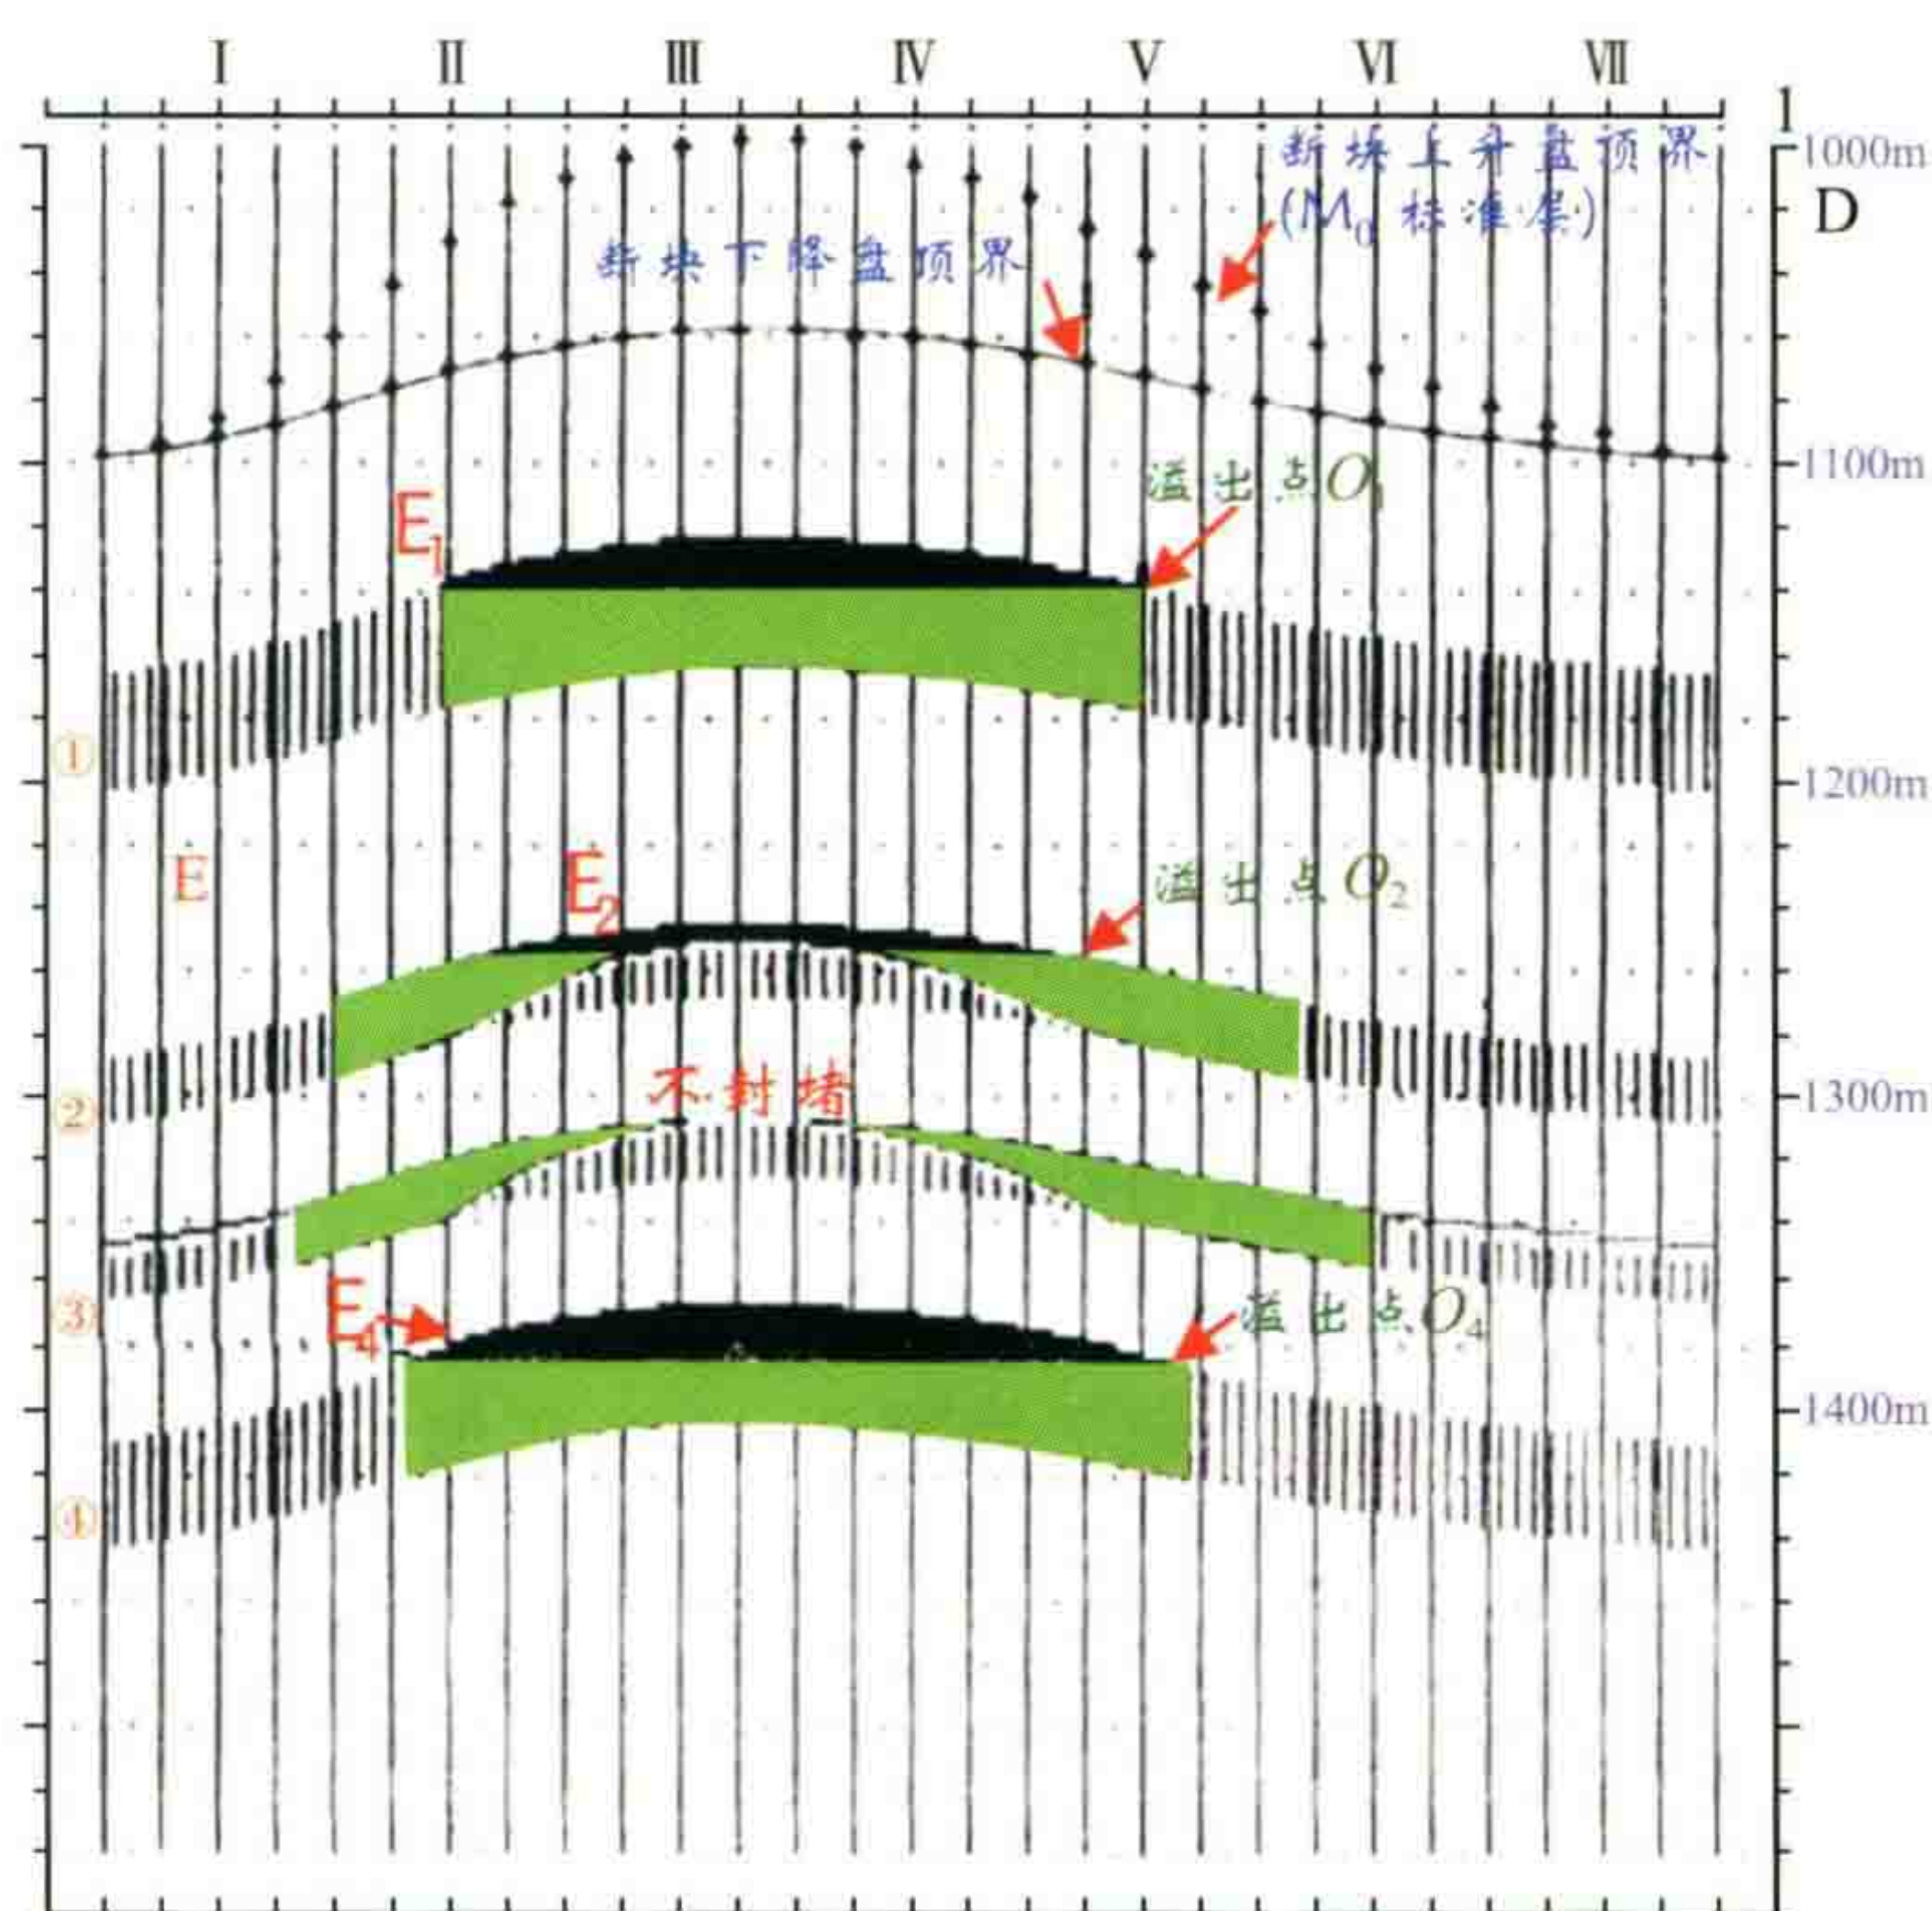 I II III IV V VI VII
1
1000m
D
断块上升盘顶界
(M₀ 标准层)
断块下降盘顶界
1100m
溢出点O₁
E₁
①
1200m
E
E₂
溢出点O₂
不封堵
②
1300m
③
E₄
溢出点O₄
1400m
④